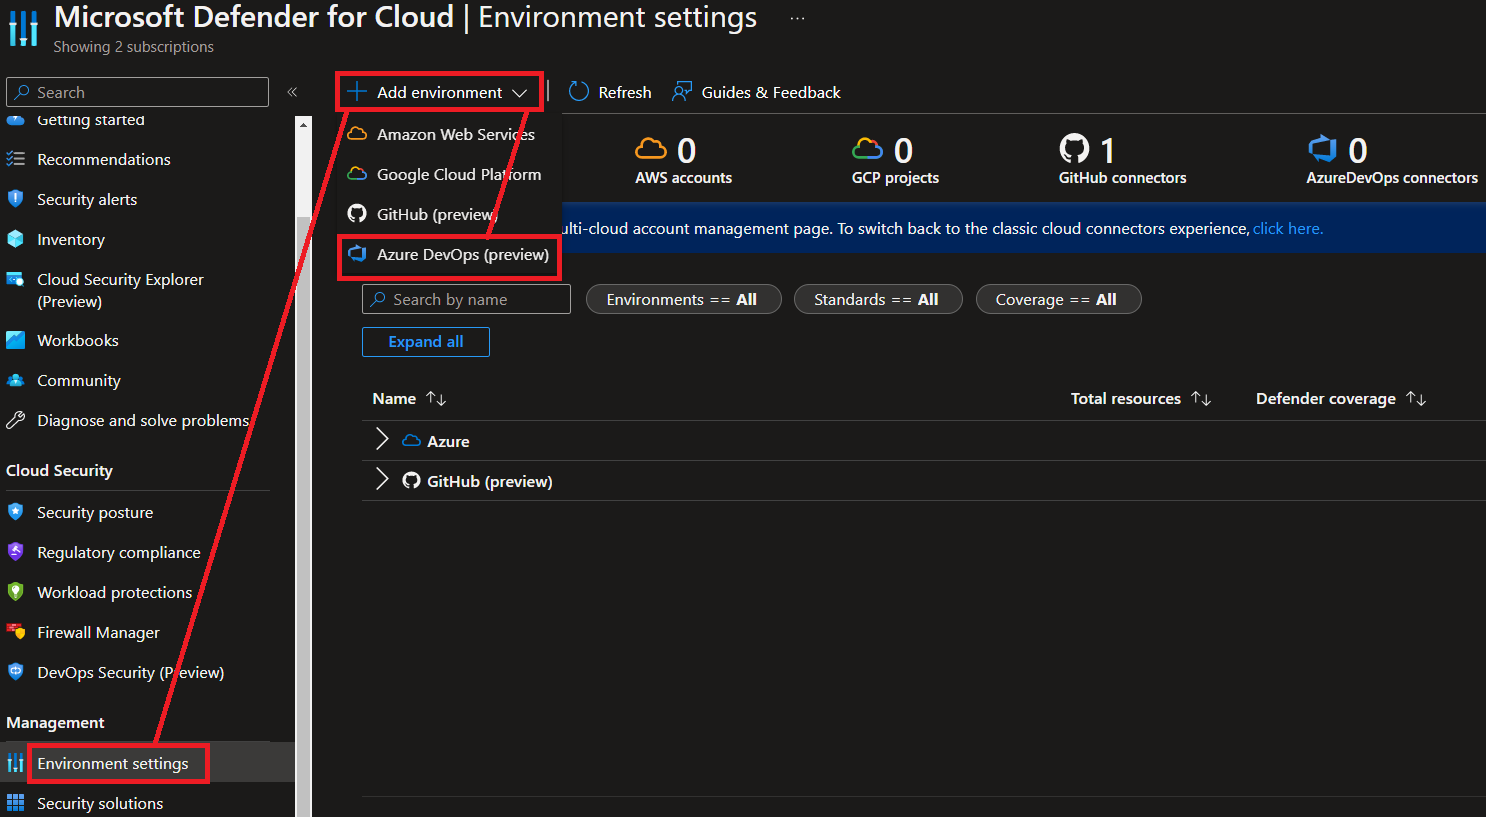 Microsoft Defender for Cloud | Environment settings ...
Showing 2 subscriptions
Search
«
Getting started
Recommendations
Security alerts
Inventory
Cloud Security Explorer
(Preview)
Workbooks
Community
Diagnose and solve problems
Cloud Security
Security posture
Regulatory compliance
Workload protections
Firewall Manager
DevOps Security (Preview)
Management
Environment settings
Security solutions
Add environment
Refresh
Guides & Feedback
Amazon Web Services
Google Cloud Platform
GitHub (preview)
Azure DevOps (preview)
0
AWS accounts
0
GCP projects
1
GitHub connectors
0
AzureDevOps connectors
ulti-cloud account management page. To switch back to the classic cloud connectors experience, click here.
Search by name
Environments == All
Standards == All
Coverage == All
Expand all
Name ↑↓ Total resources ↑↓ Defender coverage ↑↓
Azure
GitHub (preview)